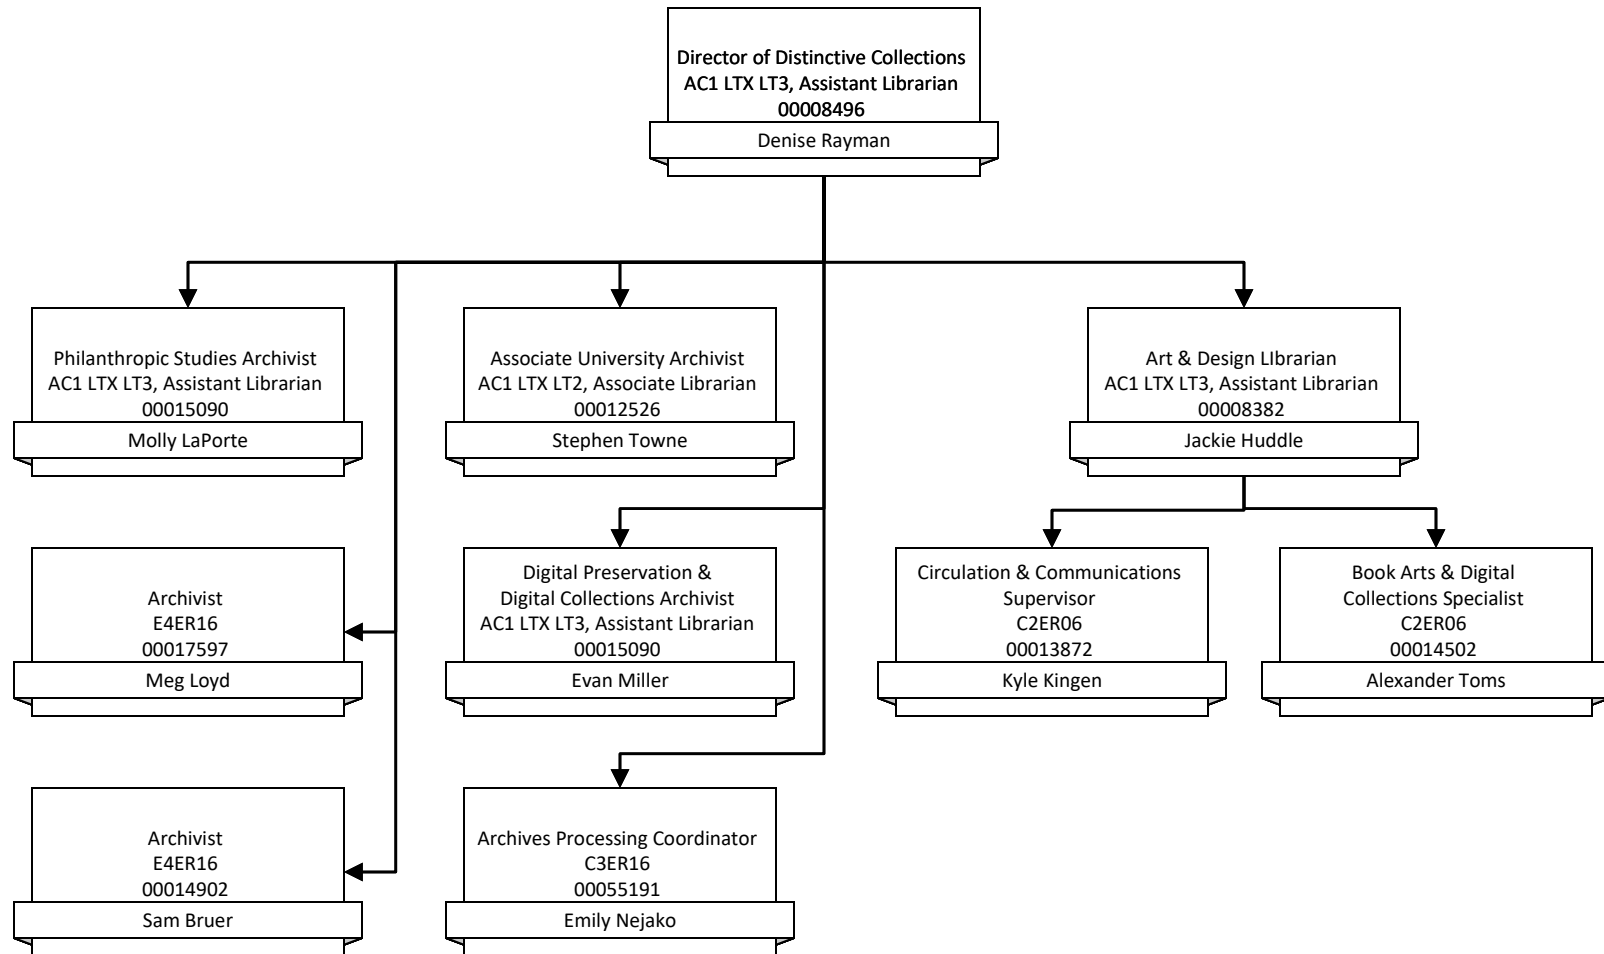 Director of Distinctive Collections
AC1 LTX LT3, Assistant Librarian
00008496
Denise Rayman
Philanthropic Studies Archivist
AC1 LTX LT3, Assistant Librarian
00015090
Molly LaPorte
Associate University Archivist
AC1 LTX LT2, Associate Librarian
00012526
Stephen Towne
Art & Design LIbrarian
AC1 LTX LT3, Assistant Librarian
00008382
Jackie Huddle
Archivist
E4ER16
00017597
Meg Loyd
Digital Preservation &
Digital Collections Archivist
AC1 LTX LT3, Assistant Librarian
00015090
Evan Miller
Circulation & Communications
Supervisor
C2ER06
00013872
Kyle Kingen
Book Arts & Digital
Collections Specialist
C2ER06
00014502
Alexander Toms
Archivist
E4ER16
00014902
Sam Bruer
Archives Processing Coordinator
C3ER16
00055191
Emily Nejako